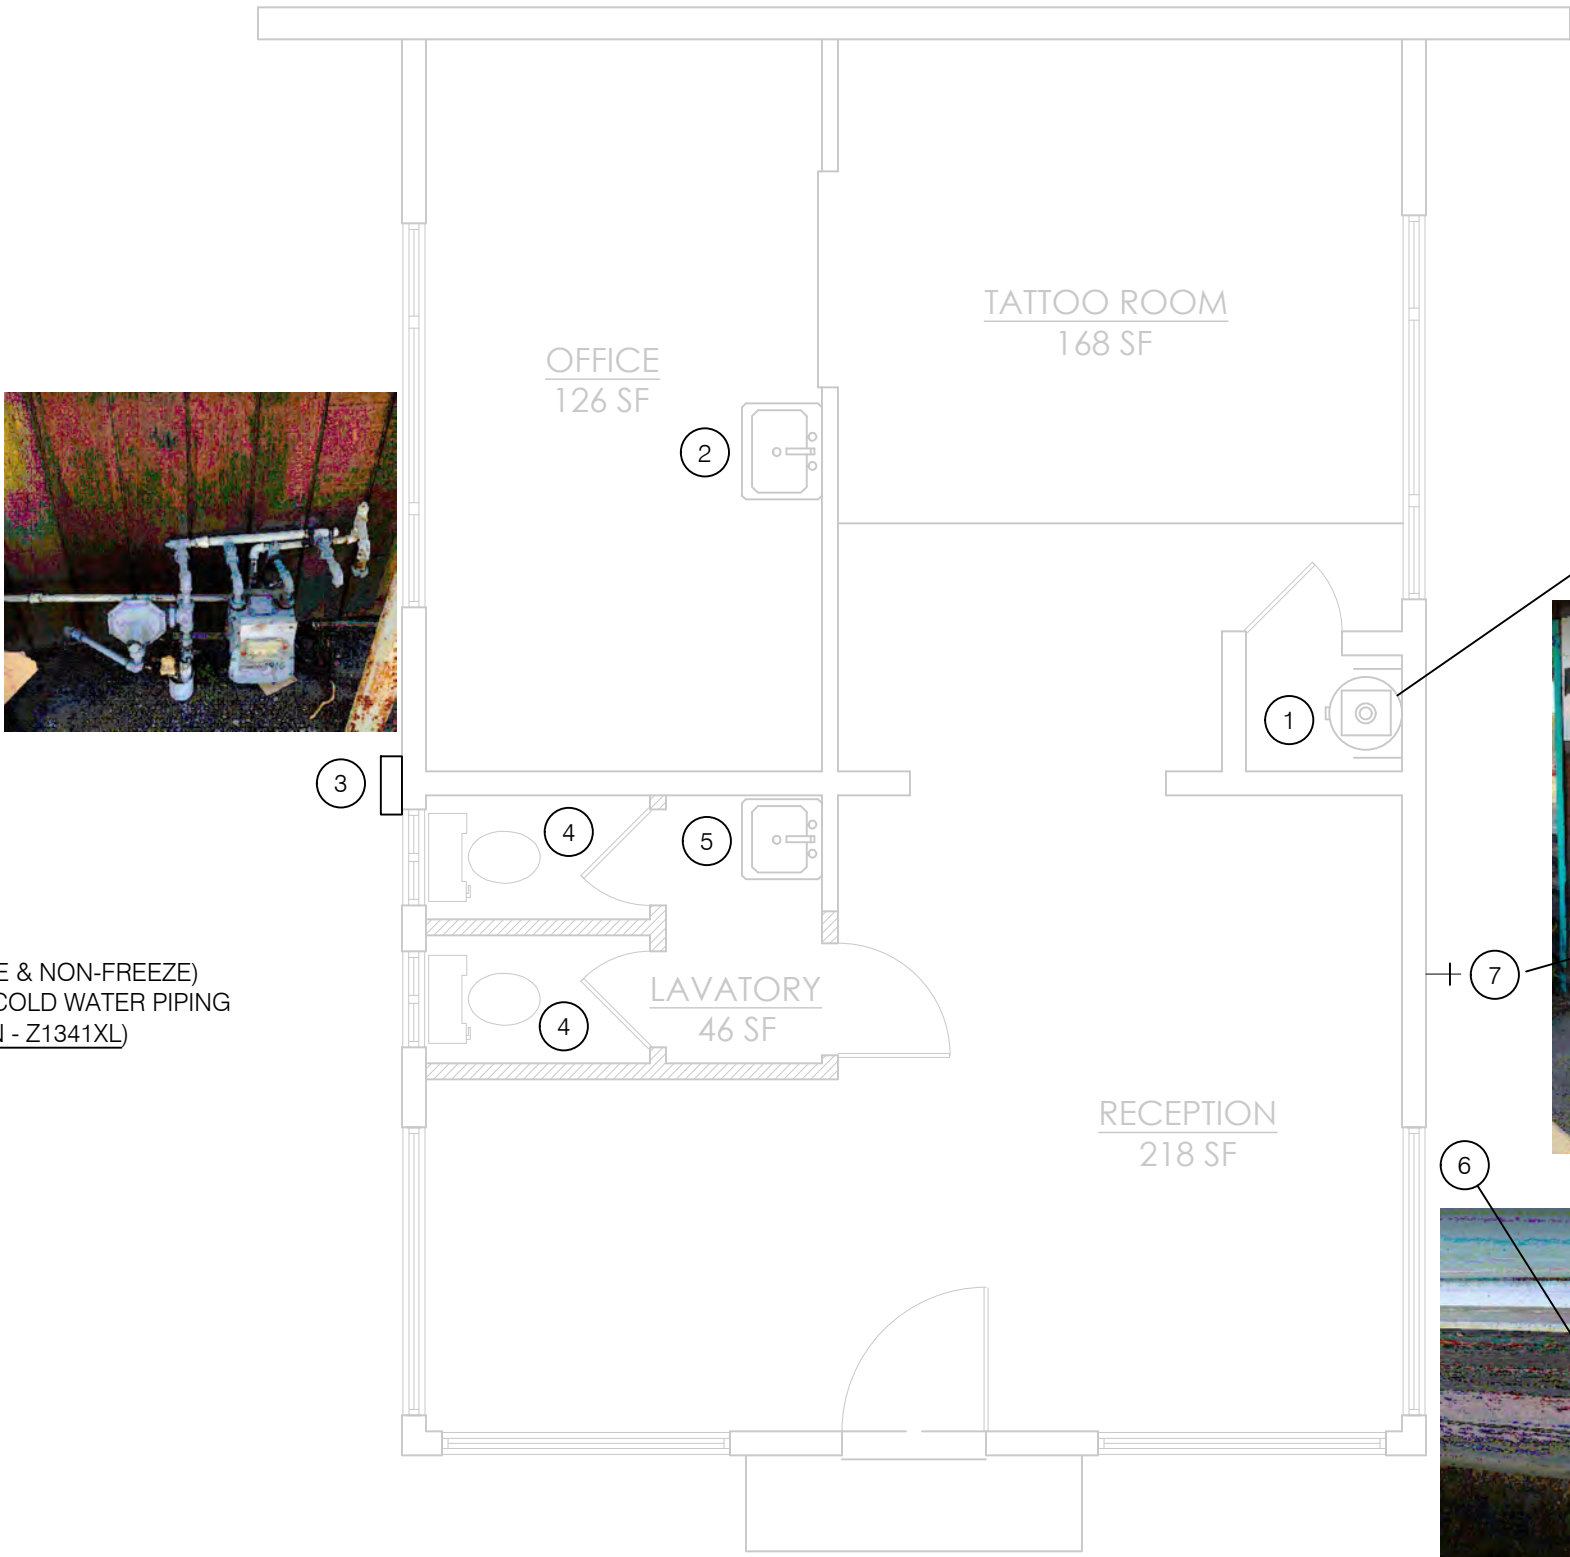 TATTOO ROOM
168 SF
OFFICE
126 SF
2
1
3
4
5
E & NON-FREEZE)
COLD WATER PIPING
- Z1341XL)
7
LAVATORY
46 SF
4
RECEPTION
218 SF
6